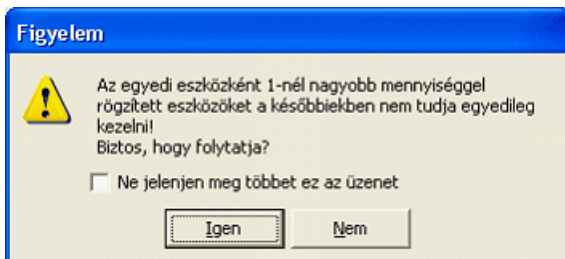 Figyelem
Az egyedi eszközként 1-nél nagyobb mennyiséggel
rögzített eszközöket a későbbiekben nem tudja egyedileg
kezelni!
Biztos, hogy folytatja?
Ne jelenjen meg többet ez az üzenet
Igen
Nem